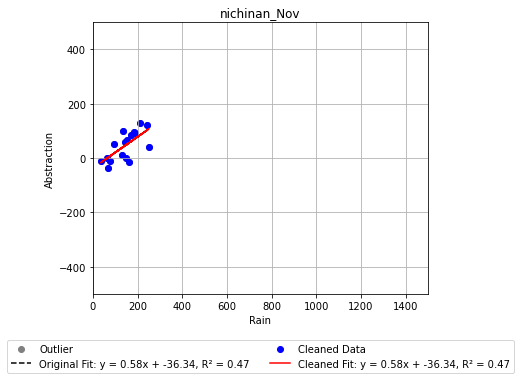 nichinan_Nov
400
200
0
−200
−400
Abstraction
0 200 400 600 800 1000 1200 1400
Rain
Outlier Cleaned Data
Original Fit: y = 0.58x + -36.34, R² = 0.47 Cleaned Fit: y = 0.58x + -36.34, R² = 0.47